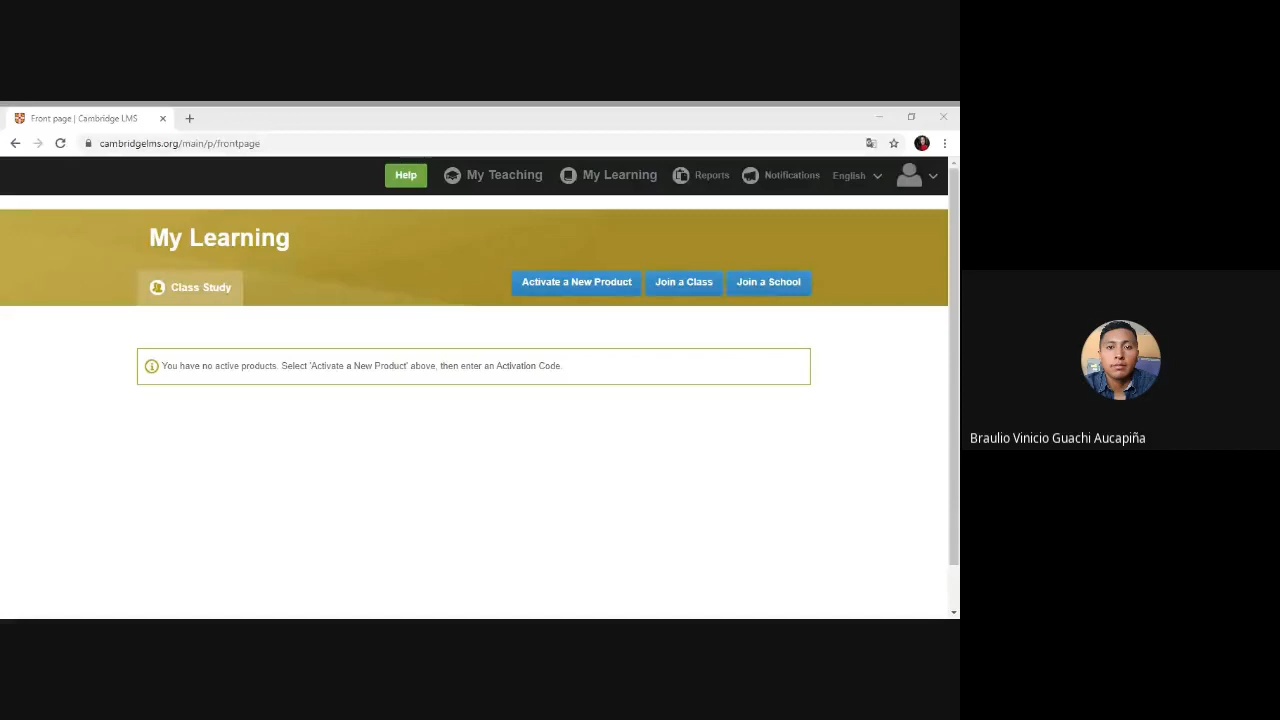 Front page | Cambridge LMS
cambridgelms.org/main/p/frontpage
Help My Teaching My Learning Reports Notifications English
My Learning
Class Study Activate a New Product Join a Class Join a School
You have no active products. Select 'Activate a New Product' above, then enter an Activation Code.
Braulio Vinicio Guachi Aucapiña